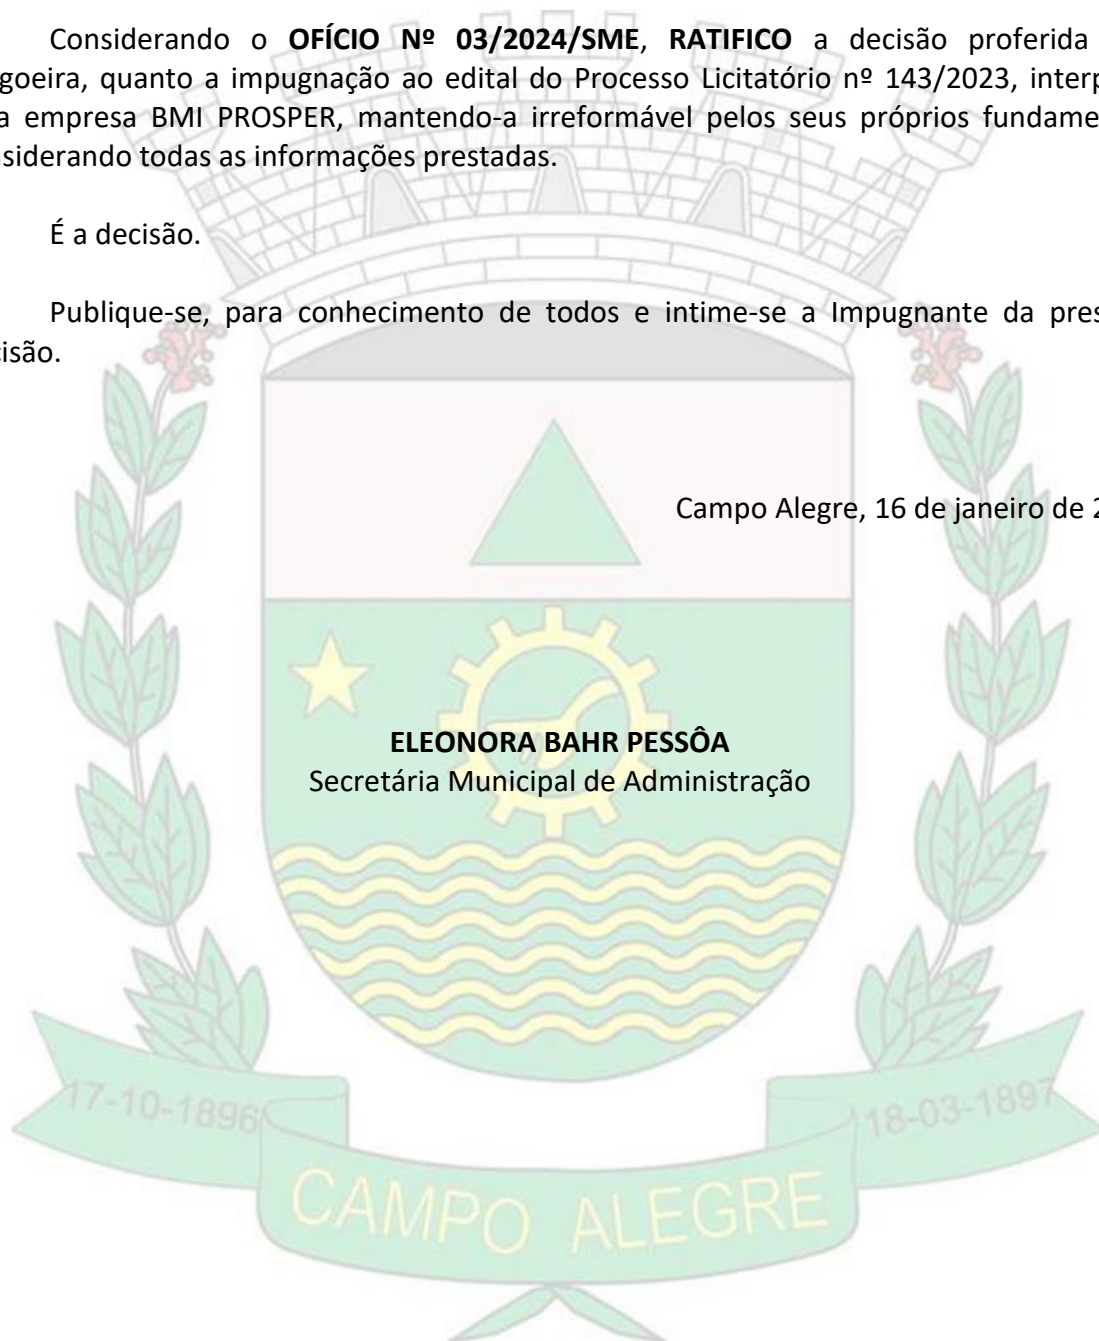 Considerando o OFÍCIO Nº 03/2024/SME, RATIFICO a decisão proferida
goeira, quanto a impugnação ao edital do Processo Licitatório nº 143/2023, interp
a empresa BMI PROSPER, mantendo-a irreformável pelos seus próprios fundame
nsiderando todas as informações prestadas.
É a decisão.
Publique-se, para conhecimento de todos e intime-se a Impugnante da pres
cisão.
Campo Alegre, 16 de janeiro de 2
ELEONORA BAHR PESSÔA
Secretária Municipal de Administração
17-10-1896
18-03-1897
CAMPO ALEGRE